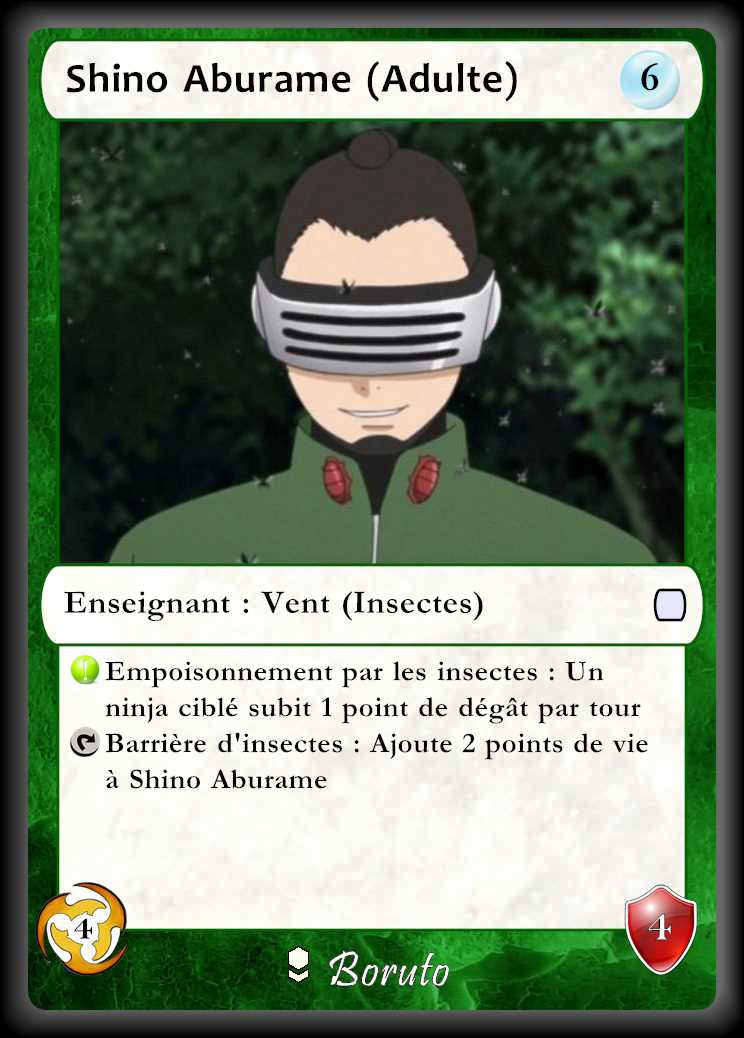 Shino Aburame (Adulte) 6
Enseignant : Vent (Insectes)
! Empoisonnement par les insectes : Un
ninja ciblé subit 1 point de dégât par tour
Barrière d'insectes : Ajoute 2 points de vie
à Shino Aburame
4 4
Boruto